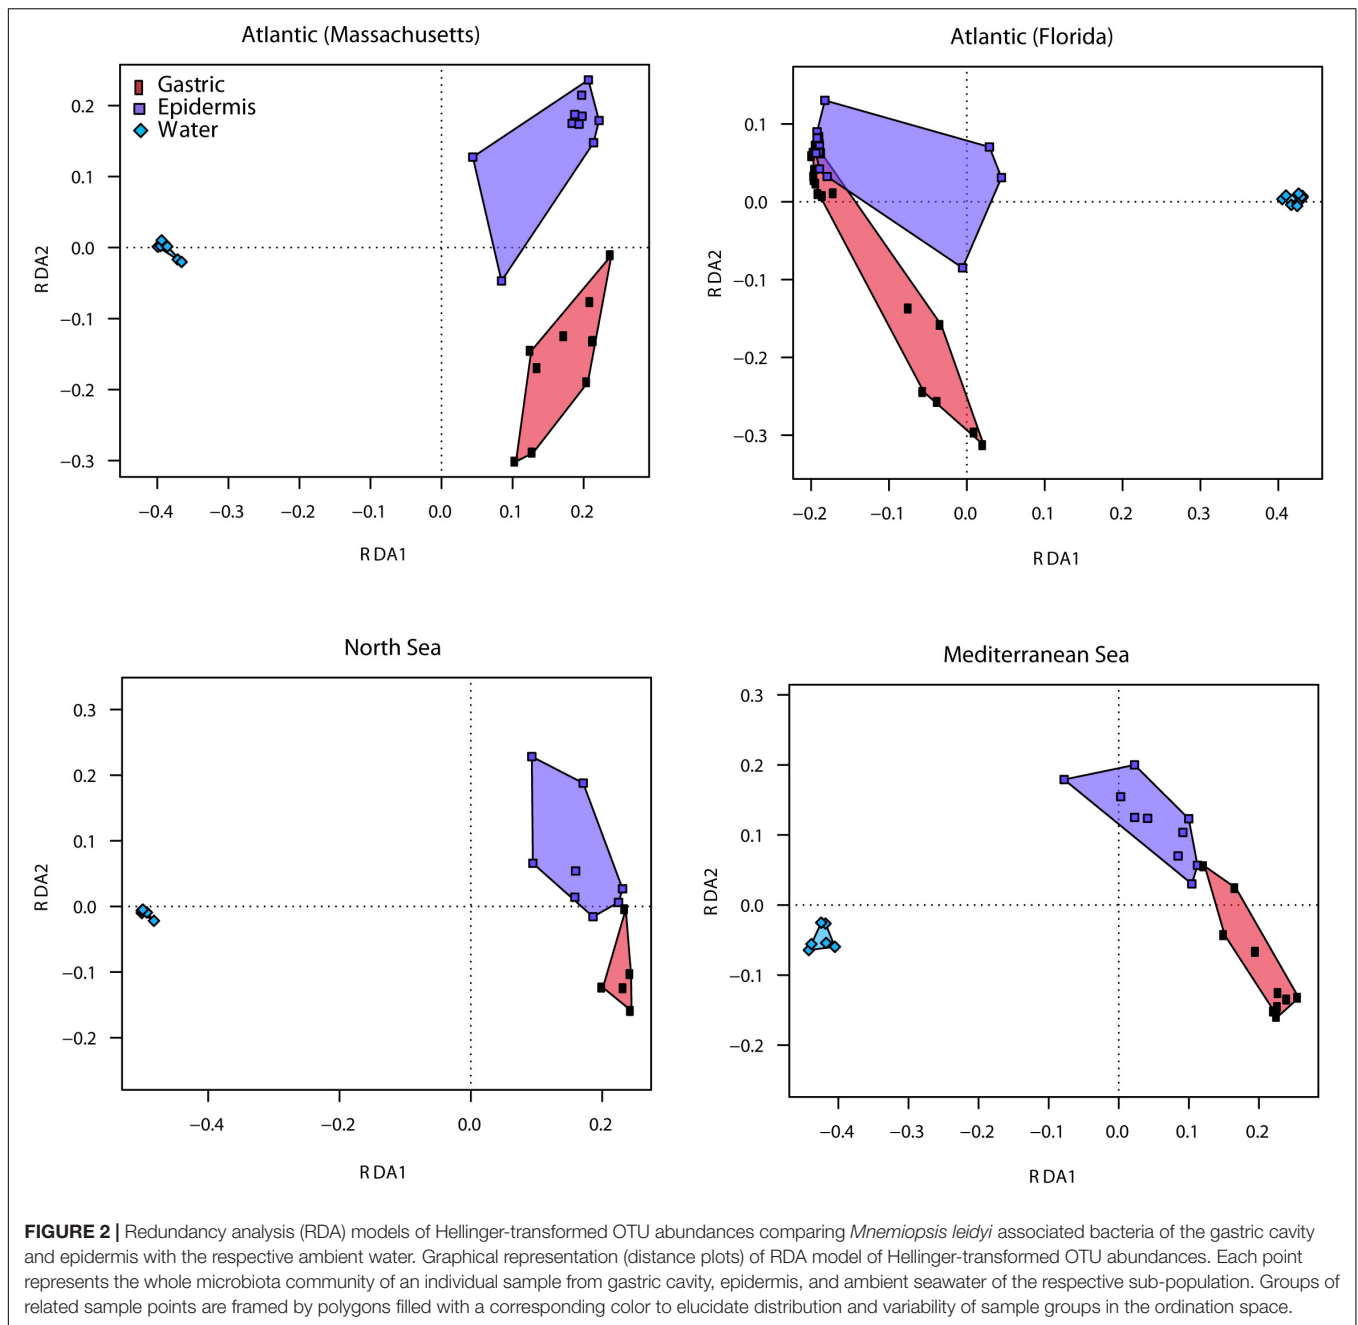 Atlantic (Massachusetts)
Gastric
Epidermis
Water
0.2
0.1
0.0
−0.1
−0.2
−0.3
RDA2
−0.4 −0.3 −0.2 −0.1 0.0 0.1 0.2
RDA1
Atlantic (Florida)
0.1
0.0
−0.1
−0.2
−0.3
RDA2
−0.2 −0.1 0.0 0.1 0.2 0.3 0.4
RDA1
North Sea
0.3
0.2
0.1
0.0
−0.1
−0.2
RDA2
−0.4 −0.2 0.0 0.2
RDA1
Mediterranean Sea
0.3
0.2
0.1
0.0
−0.1
−0.2
RDA2
−0.4 −0.3 −0.2 −0.1 0.0 0.1 0.2
RDA1
FIGURE 2 | Redundancy analysis (RDA) models of Hellinger-transformed OTU abundances comparing Mnemiopsis leidyi associated bacteria of the gastric cavity
and epidermis with the respective ambient water. Graphical representation (distance plots) of RDA model of Hellinger-transformed OTU abundances. Each point
represents the whole microbiota community of an individual sample from gastric cavity, epidermis, and ambient seawater of the respective sub-population. Groups of
related sample points are framed by polygons filled with a corresponding color to elucidate distribution and variability of sample groups in the ordination space.